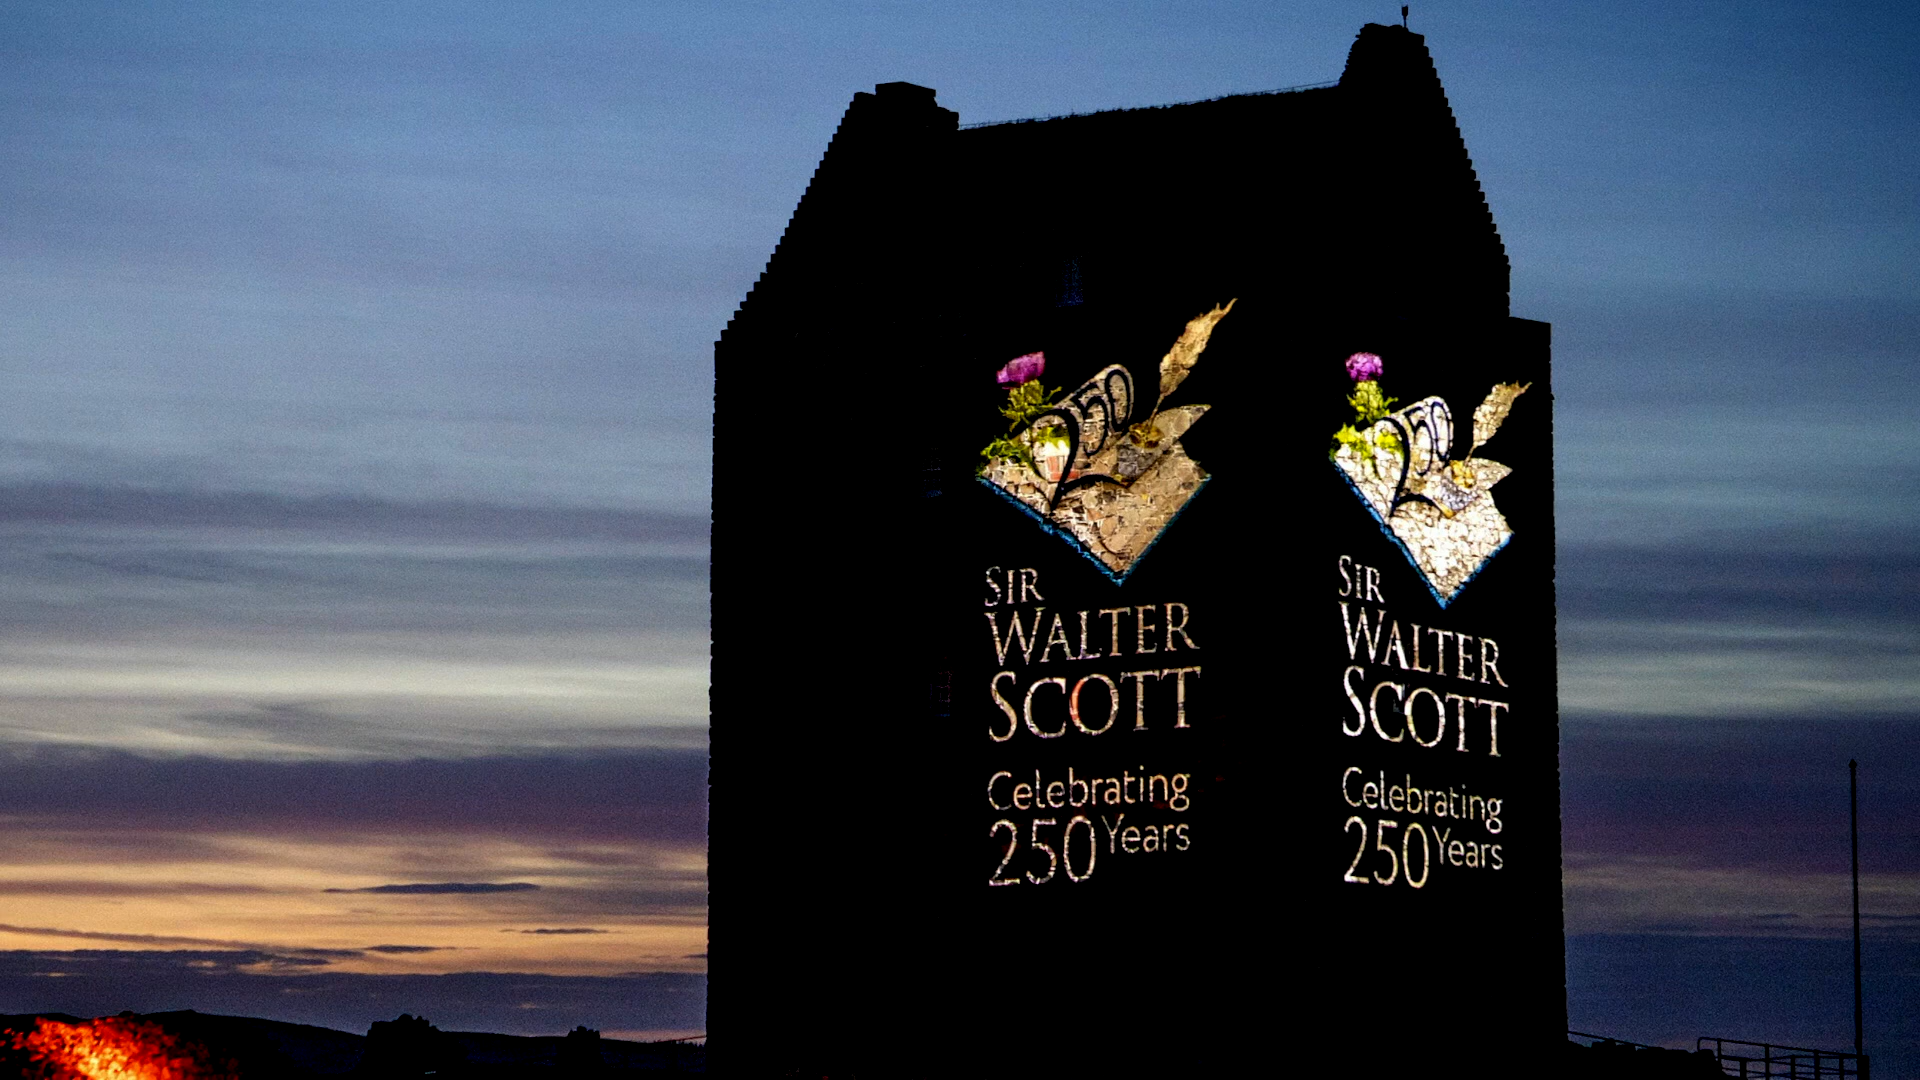 250
SIR
WALTER
SCOTT
Celebrating
250 Years
250
SIR
WALTER
SCOTT
Celebrating
250 Years